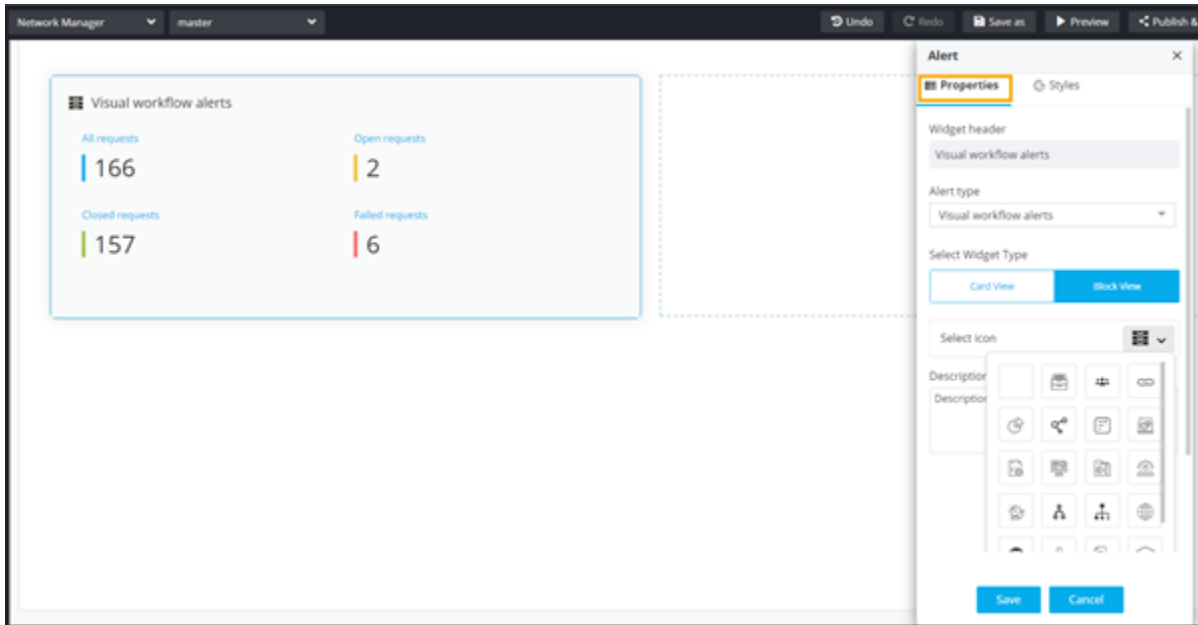 Network Manager master Undo Redo Save as Preview Publish &
Alert
Properties Styles
Visual workflow alerts
All requests Open requests
166 2
Closed requests Failed requests
157 6
Widget header
Visual workflow alerts
Alert type
Visual workflow alerts
Select Widget Type
Card View Block View
Select icon
Description
Description
Save Cancel